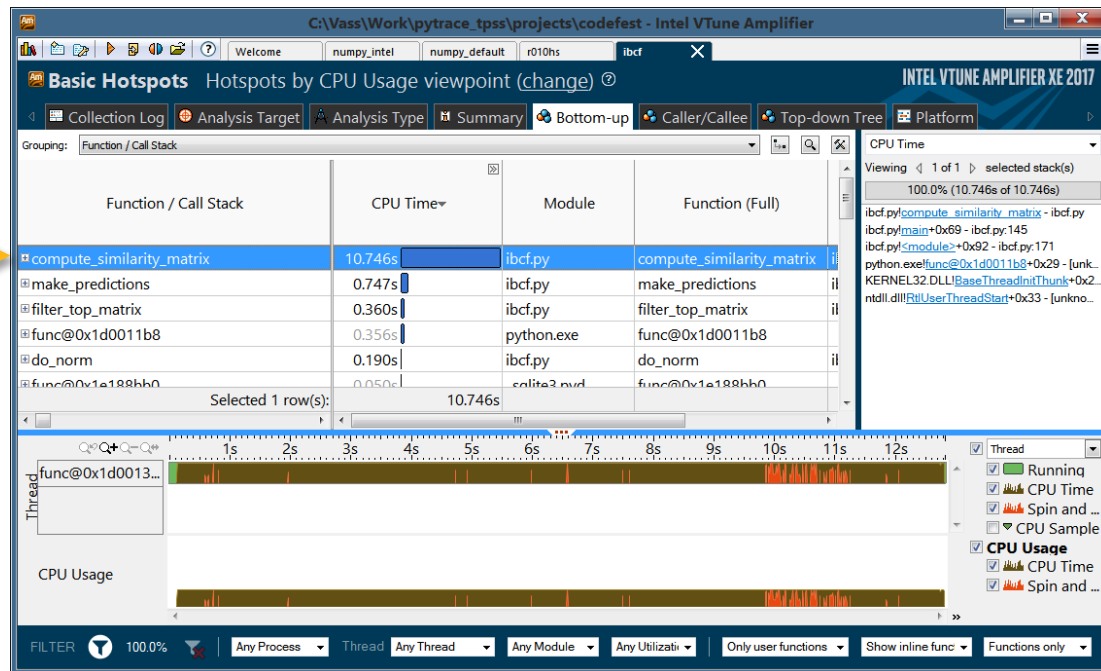 C:\Vass\Work\pytrace_tpss\projects\codefest - Intel VTune Amplifier
Welcome numpy_intel numpy_default r010hs ibcf
Basic Hotspots Hotspots by CPU Usage viewpoint (change)
INTEL VTUNE AMPLIFIER XE 2017
Collection Log Analysis Target Analysis Type Summary Bottom-up Caller/Callee Top-down Tree Platform
Grouping: Function / Call Stack
CPU Time
Viewing 1 of 1 selected stack(s)
100.0% (10.746s of 10.746s)
Function / Call Stack CPU Time Module Function (Full)
compute_similarity_matrix 10.746s ibcf.py compute_similarity_matrix
make_predictions 0.747s ibcf.py make_predictions
filter_top_matrix 0.360s ibcf.py filter_top_matrix
func@0x1d0011b8 0.356s python.exe func@0x1d0011b8
do_norm 0.190s ibcf.py do_norm
func@0x1e188bb0 0.050s _sqlite3.pyd func@0x1e188bb0
Selected 1 row(s): 10.746s
ibcf.py!compute_similarity_matrix - ibcf.py
ibcf.py!main+0x69 - ibcf.py:145
ibcf.py!<module>+0x92 - ibcf.py:171
python.exe!func@0x1d0011b8+0x29 - [unk...
KERNEL32.DLL!BaseThreadInitThunk+0x2...
ntdll.dll!RtlUserThreadStart+0x33 - [unkno...
1s 2s 3s 4s 5s 6s 7s 8s 9s 10s 11s 12s
Thread
func@0x1d0013...
CPU Usage
Thread
Running
CPU Time
Spin and ...
CPU Sample
CPU Usage
CPU Time
Spin and ...
FILTER 100.0% Any Process Thread Any Thread Any Module Any Utilizati Only user functions Show inline func Functions only